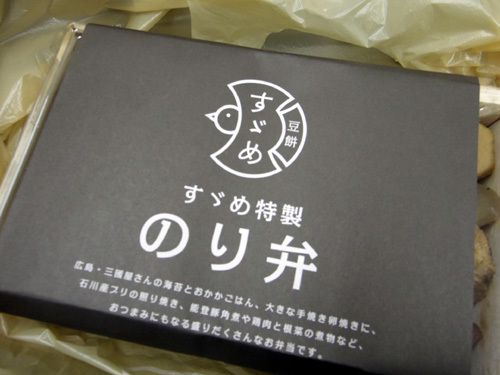 すゞめ
豆餅
すゞめ特製
のり弁
広島・三國屋さんの海苔とおかかごはん、大きな手焼き卵焼きに、
石川産ブリの照り焼き、能登豚角煮や鶏肉と根菜の煮物など、
おつまみにもなる盛りだくさんなお弁当です。